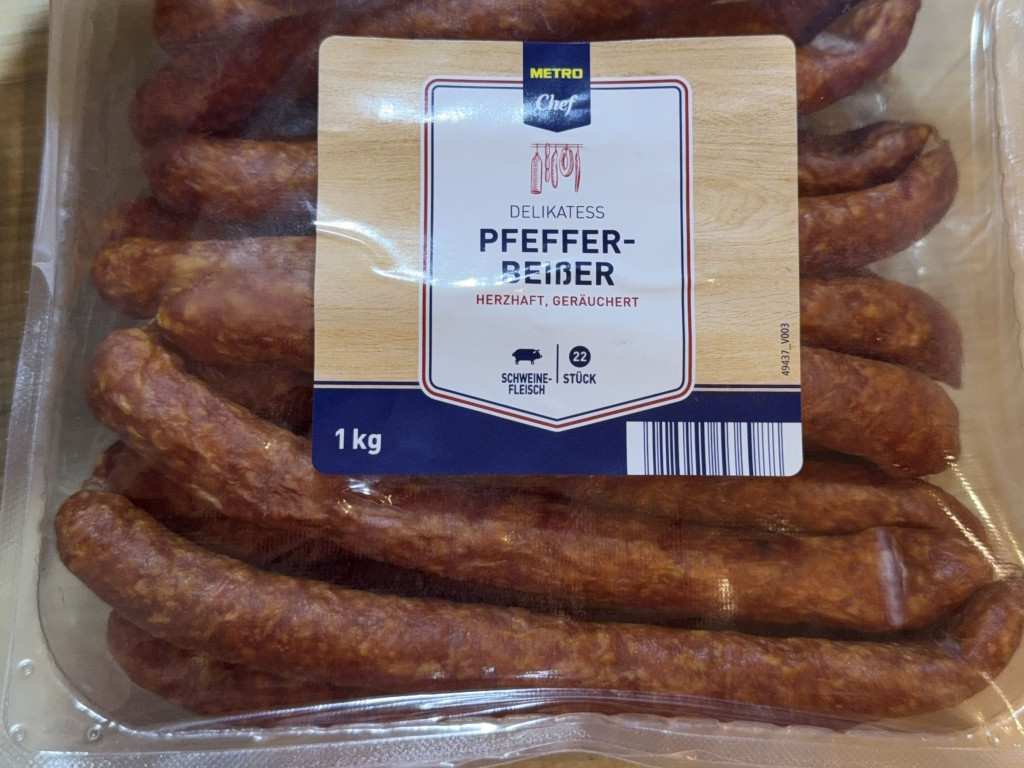 METRO
Chef
DELIKATESS
PFEFFER-
BEIẞER
HERZHAFT, GERÄUCHERT
22
SCHWEINE-
FLEISCH
STÜCK
1 kg
49437_V003